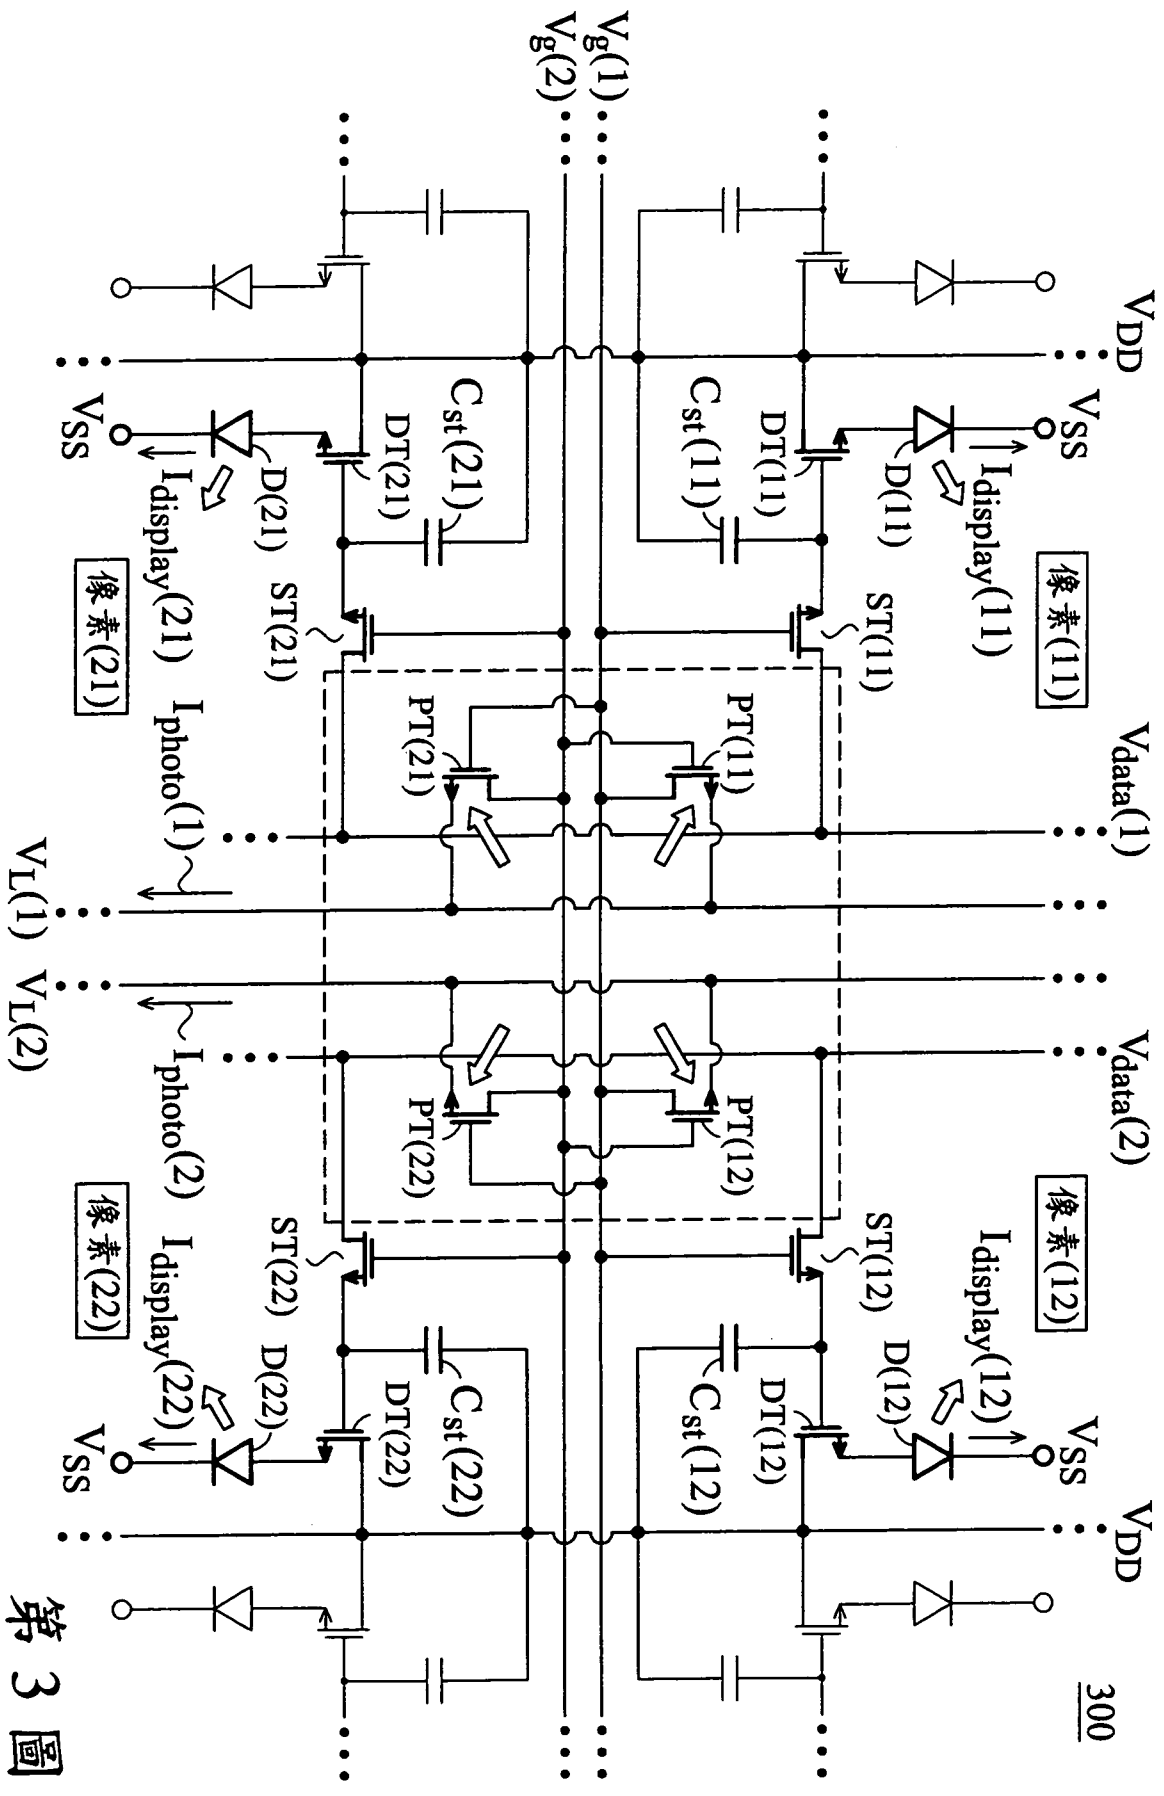 300
V_DD
V_data(1)
V_data(2)
V_DD
V_SS
I_display(11)
像素(11)
像素(12)
I_display(12)
V_SS
D(11)
D(12)
DT(11)
ST(11)
ST(12)
DT(12)
C_st(11)
PT(11)
PT(12)
C_st(12)
V_g(1)
V_g(2)
C_st(21)
PT(21)
PT(22)
C_st(22)
DT(21)
ST(21)
ST(22)
DT(22)
D(21)
D(22)
V_SS
I_display(21)
像素(21)
I_photo(1)
I_photo(2)
像素(22)
I_display(22)
V_SS
V_L(1)
V_L(2)
第 3 圖